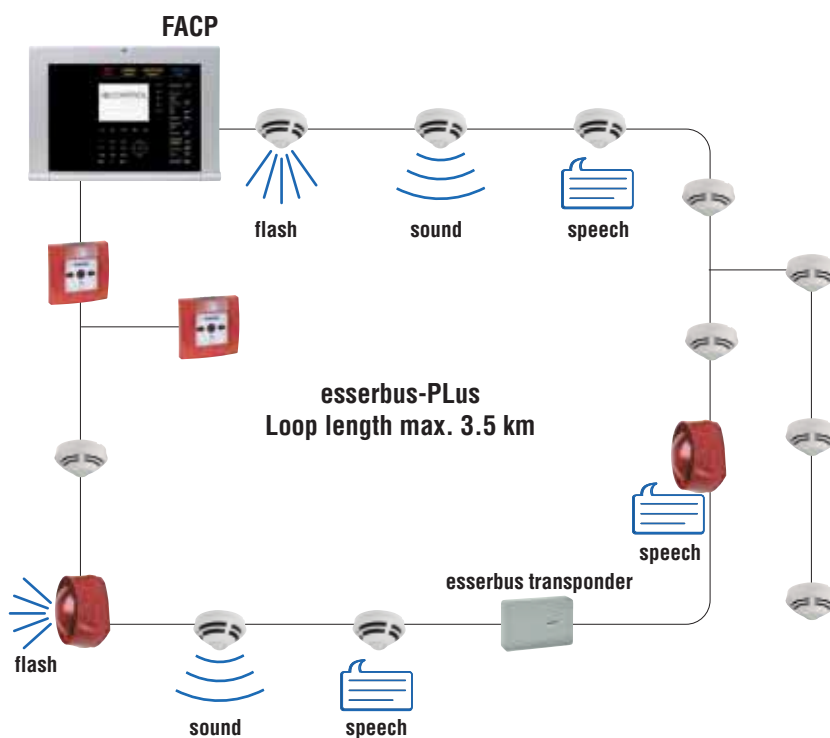 FACP
flash
sound
speech
esserbus-PLus
Loop length max. 3.5 km
speech
esserbus transponder
flash
sound
speech